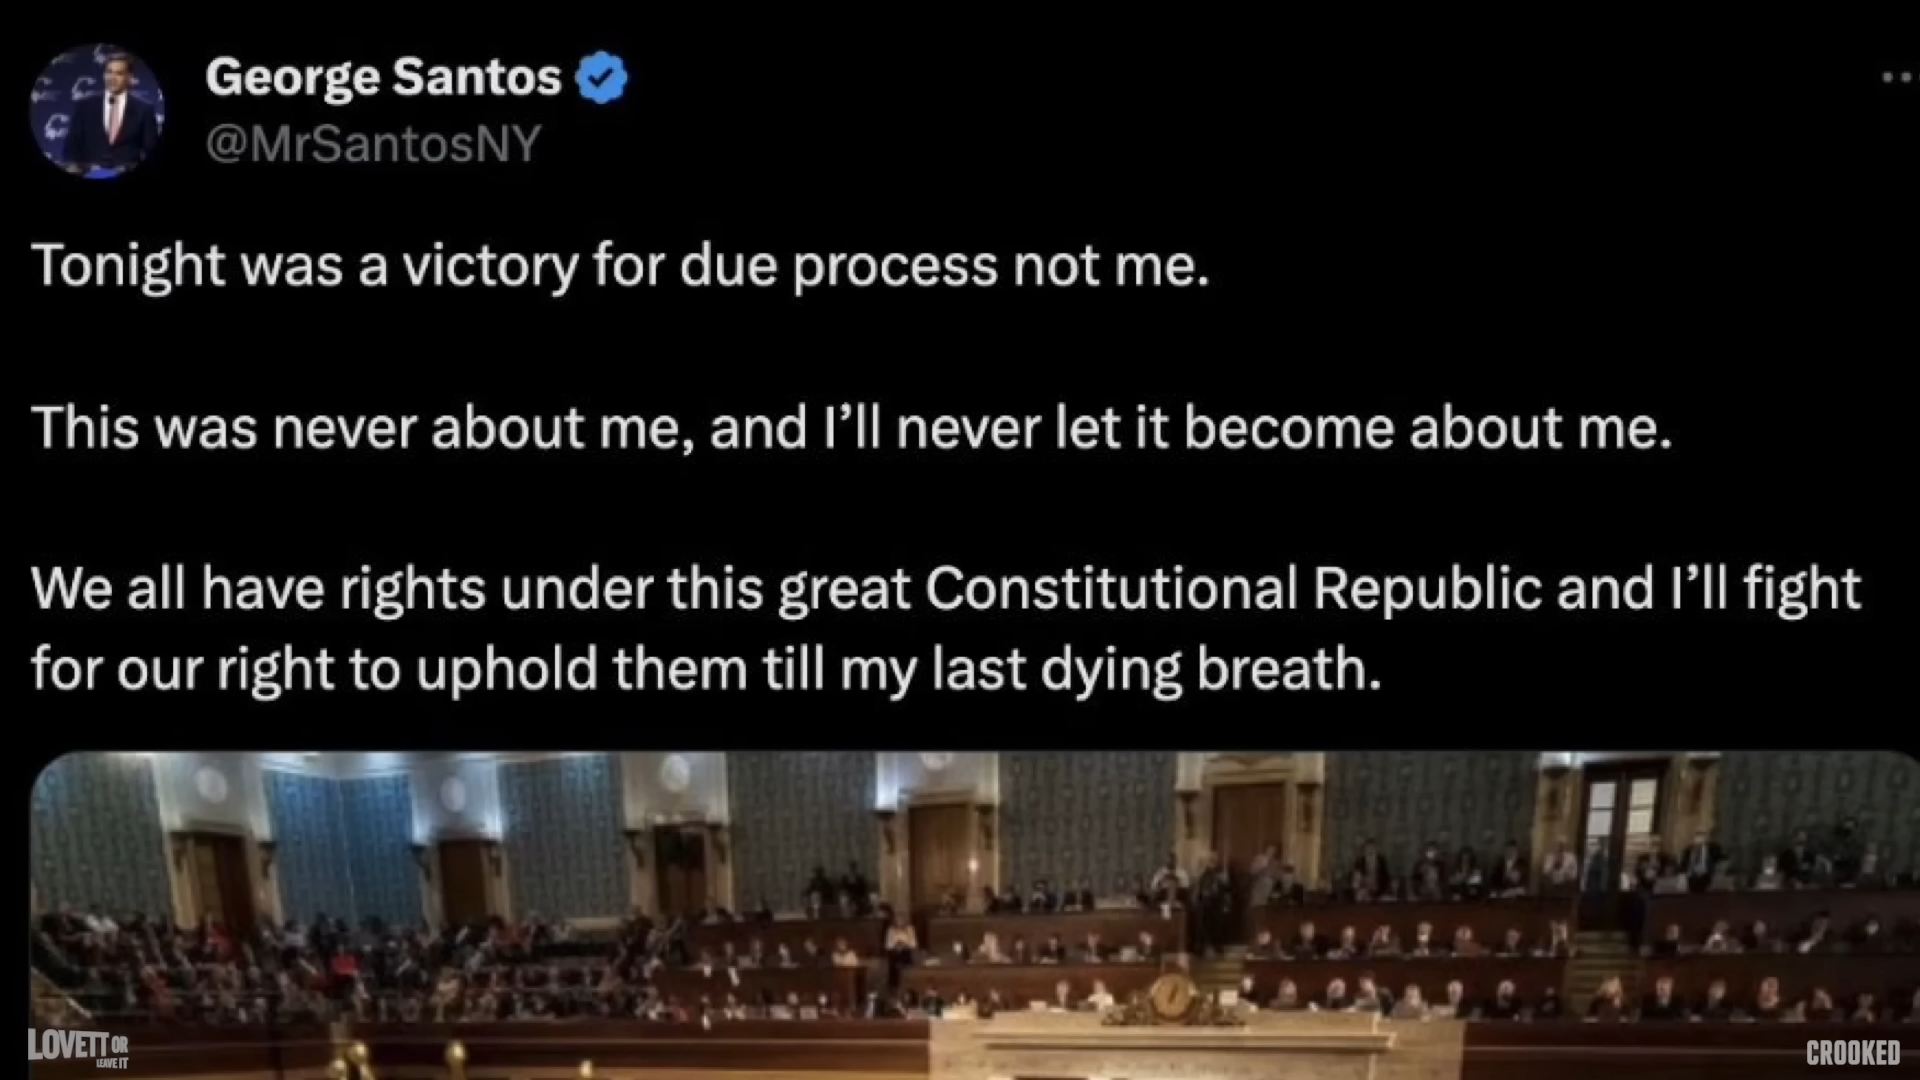 George Santos
@MrSantosNY
Tonight was a victory for due process not me.
This was never about me, and I’ll never let it become about me.
We all have rights under this great Constitutional Republic and I’ll fight
for our right to uphold them till my last dying breath.
LOVETT OR
LEAVE IT
CROOKED